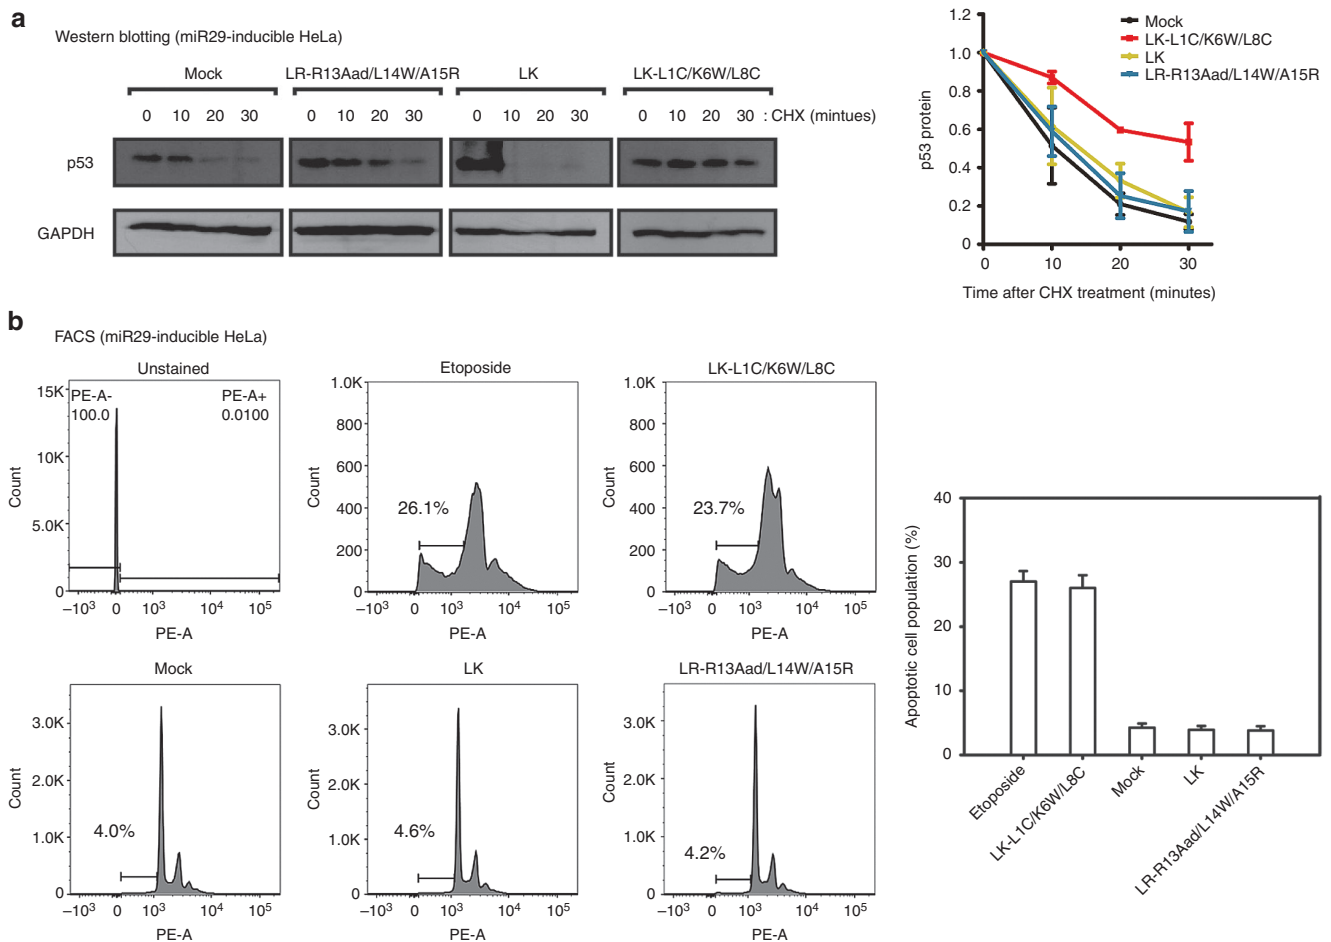 a
Western blotting (miR29-inducible HeLa)
Mock
LR-R13Aad/L14W/A15R
LK
LK-L1C/K6W/L8C
0 10 20 30 0 10 20 30 0 10 20 30 0 10 20 30 : CHX (mintues)
p53
GAPDH
p53 protein
1.2
1.0
0.8
0.6
0.4
0.2
0
0 10 20 30
Time after CHX treatment (minutes)
Mock
LK-L1C/K6W/L8C
LK
LR-R13Aad/L14W/A15R
b
FACS (miR29-inducible HeLa)
Unstained
Count
15K
10K
5.0K
0
PE-A-
100.0
PE-A+
0.0100
−10³ 0 10³ 10⁴ 10⁵
PE-A
Etoposide
Count
1.0K
800
600
400
200
0
26.1%
−10³ 0 10³ 10⁴ 10⁵
PE-A
LK-L1C/K6W/L8C
Count
1.0K
800
600
400
200
0
23.7%
−10³ 0 10³ 10⁴ 10⁵
PE-A
Mock
Count
3.0K
2.0K
1.0K
0
4.0%
−10³ 0 10³ 10⁴ 10⁵
PE-A
LK
Count
3.0K
2.0K
1.0K
0
4.6%
−10³ 0 10³ 10⁴ 10⁵
PE-A
LR-R13Aad/L14W/A15R
Count
3.0K
2.0K
1.0K
0
4.2%
−10³ 0 10³ 10⁴ 10⁵
PE-A
Apoptotic cell population (%)
40
30
20
10
0
Etoposide
LK-L1C/K6W/L8C
Mock
LK
LR-R13Aad/L14W/A15R